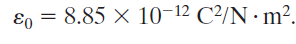 ε₀ = 8.85 × 10⁻¹² C²/N · m².